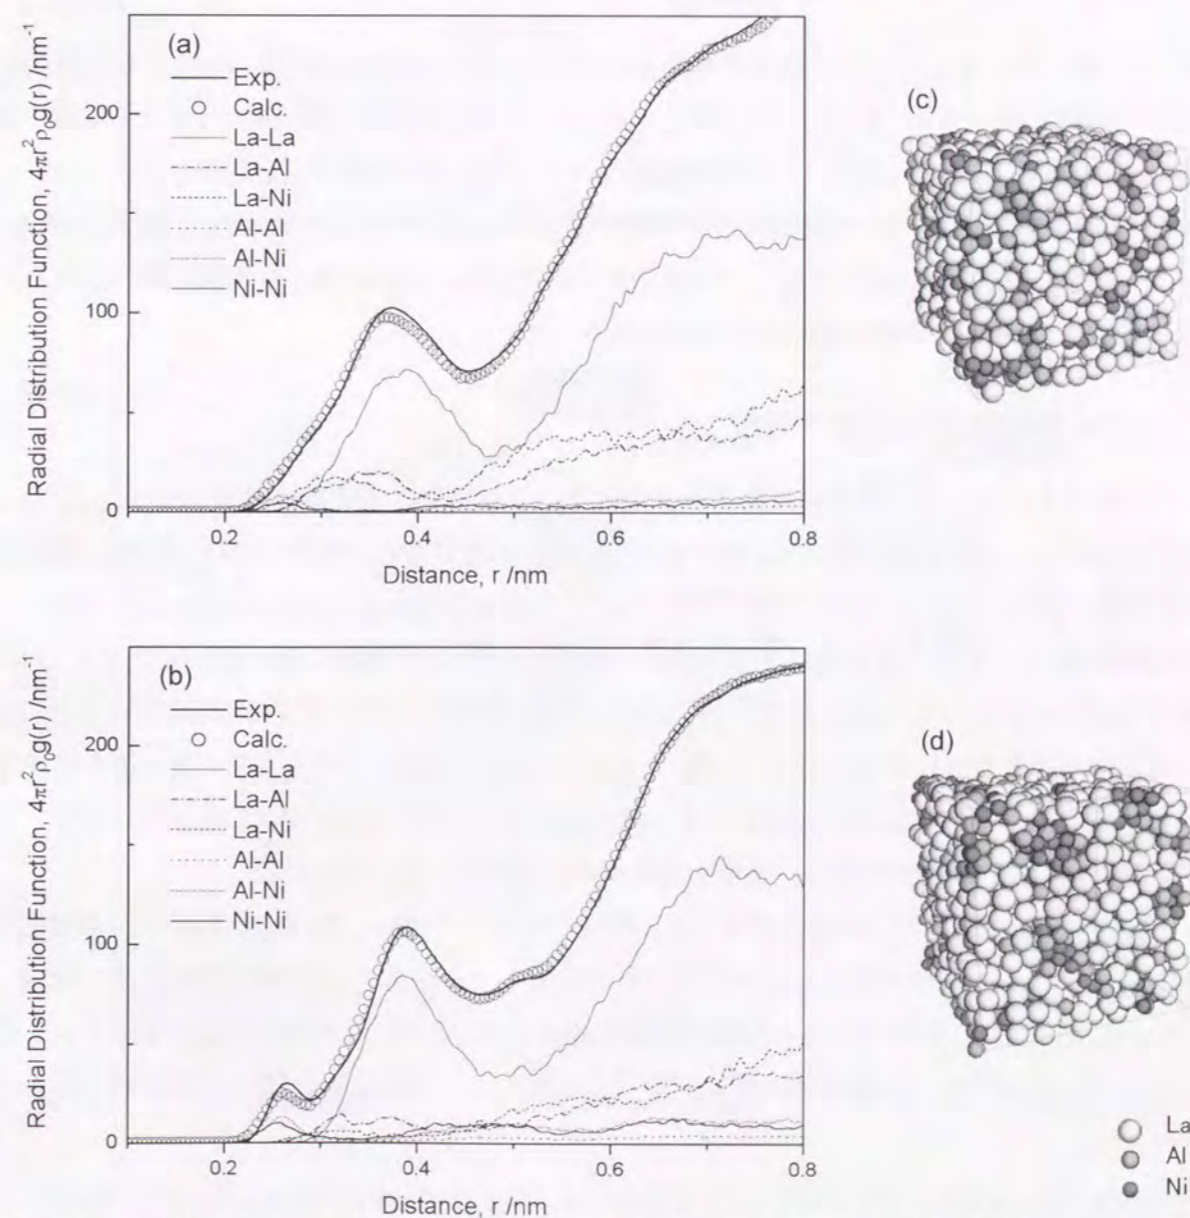 (a)
Exp.
Calc.
La-La
La-Al
La-Ni
Al-Al
Al-Ni
Ni-Ni
Radial Distribution Function, 4πr²ρ₀g(r) /nm⁻¹
200
100
0
0.2 0.4 0.6 0.8
Distance, r /nm
(c)
(b)
Exp.
Calc.
La-La
La-Al
La-Ni
Al-Al
Al-Ni
Ni-Ni
Radial Distribution Function, 4πr²ρ₀g(r) /nm⁻¹
200
100
0
0.2 0.4 0.6 0.8
Distance, r /nm
(d)
La
Al
Ni